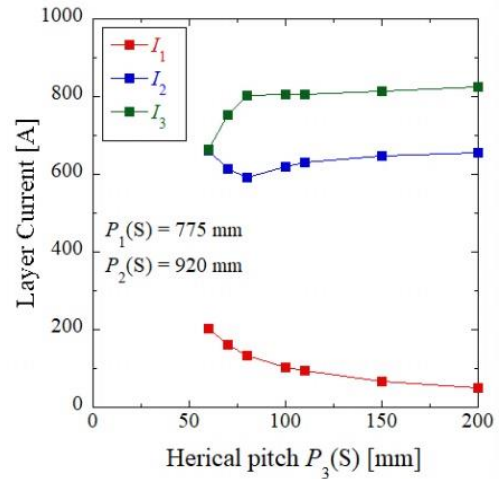 1000
800
600
400
200
0
Layer Current [A]
I₁
I₂
I₃
P₁(S) = 775 mm
P₂(S) = 920 mm
0 50 100 150 200
Herical pitch P₃(S) [mm]